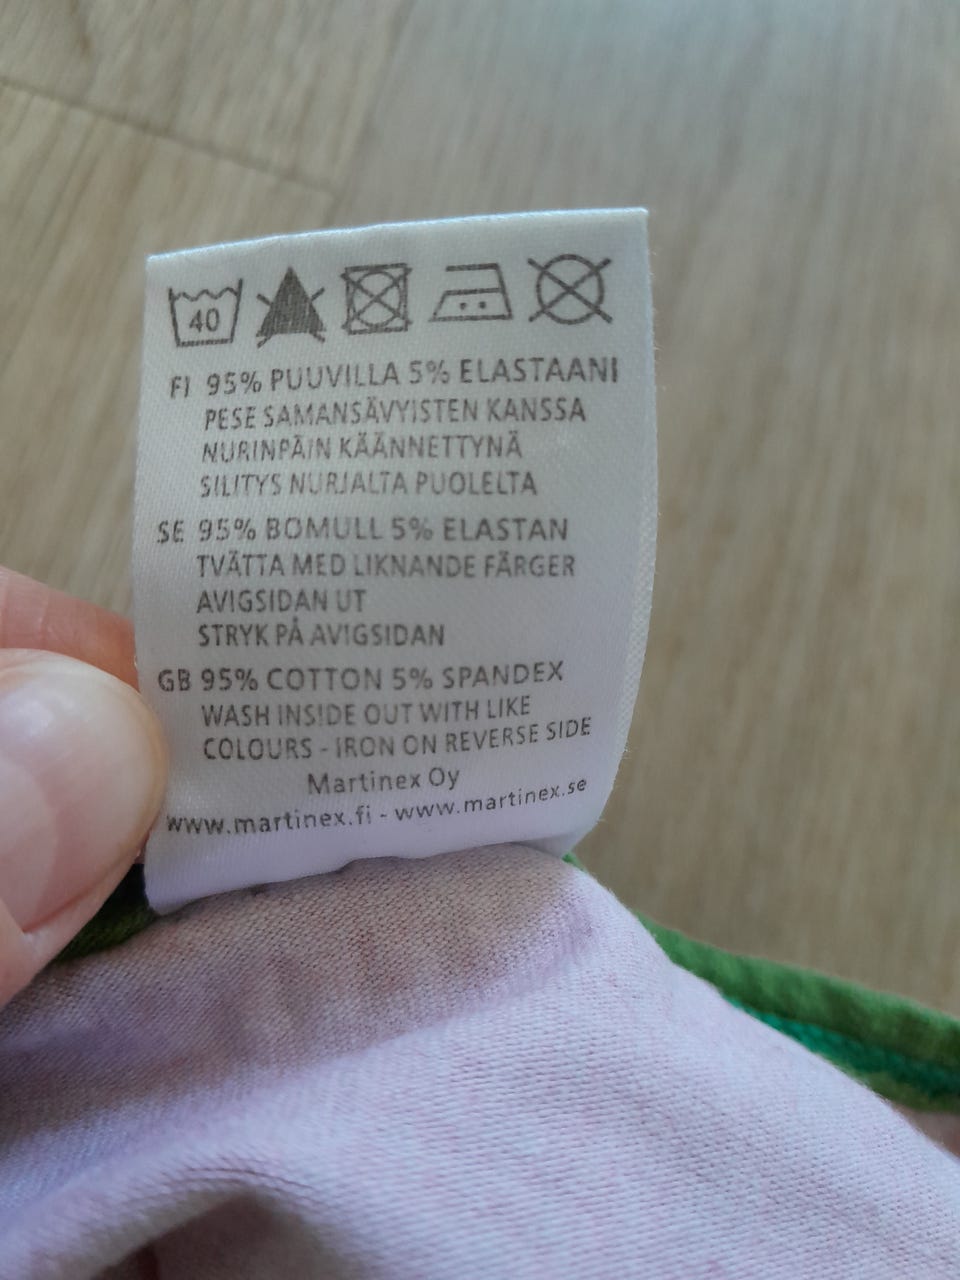 40
FI 95% PUUVILLA 5% ELASTAANI
PESE SAMANSÄVYISTEN KANSSA
NURINPÄIN KÄÄNNETTYNÄ
SILITYS NURJALTA PUOLELTA
SE 95% BOMULL 5% ELASTAN
TVÄTTA MED LIKNANDE FÄRGER
AVIGSIDAN UT
STRYK PÅ AVIGSIDAN
GB 95% COTTON 5% SPANDEX
WASH INSIDE OUT WITH LIKE
COLOURS - IRON ON REVERSE SIDE
Martinex Oy
www.martinex.fi - www.martinex.se